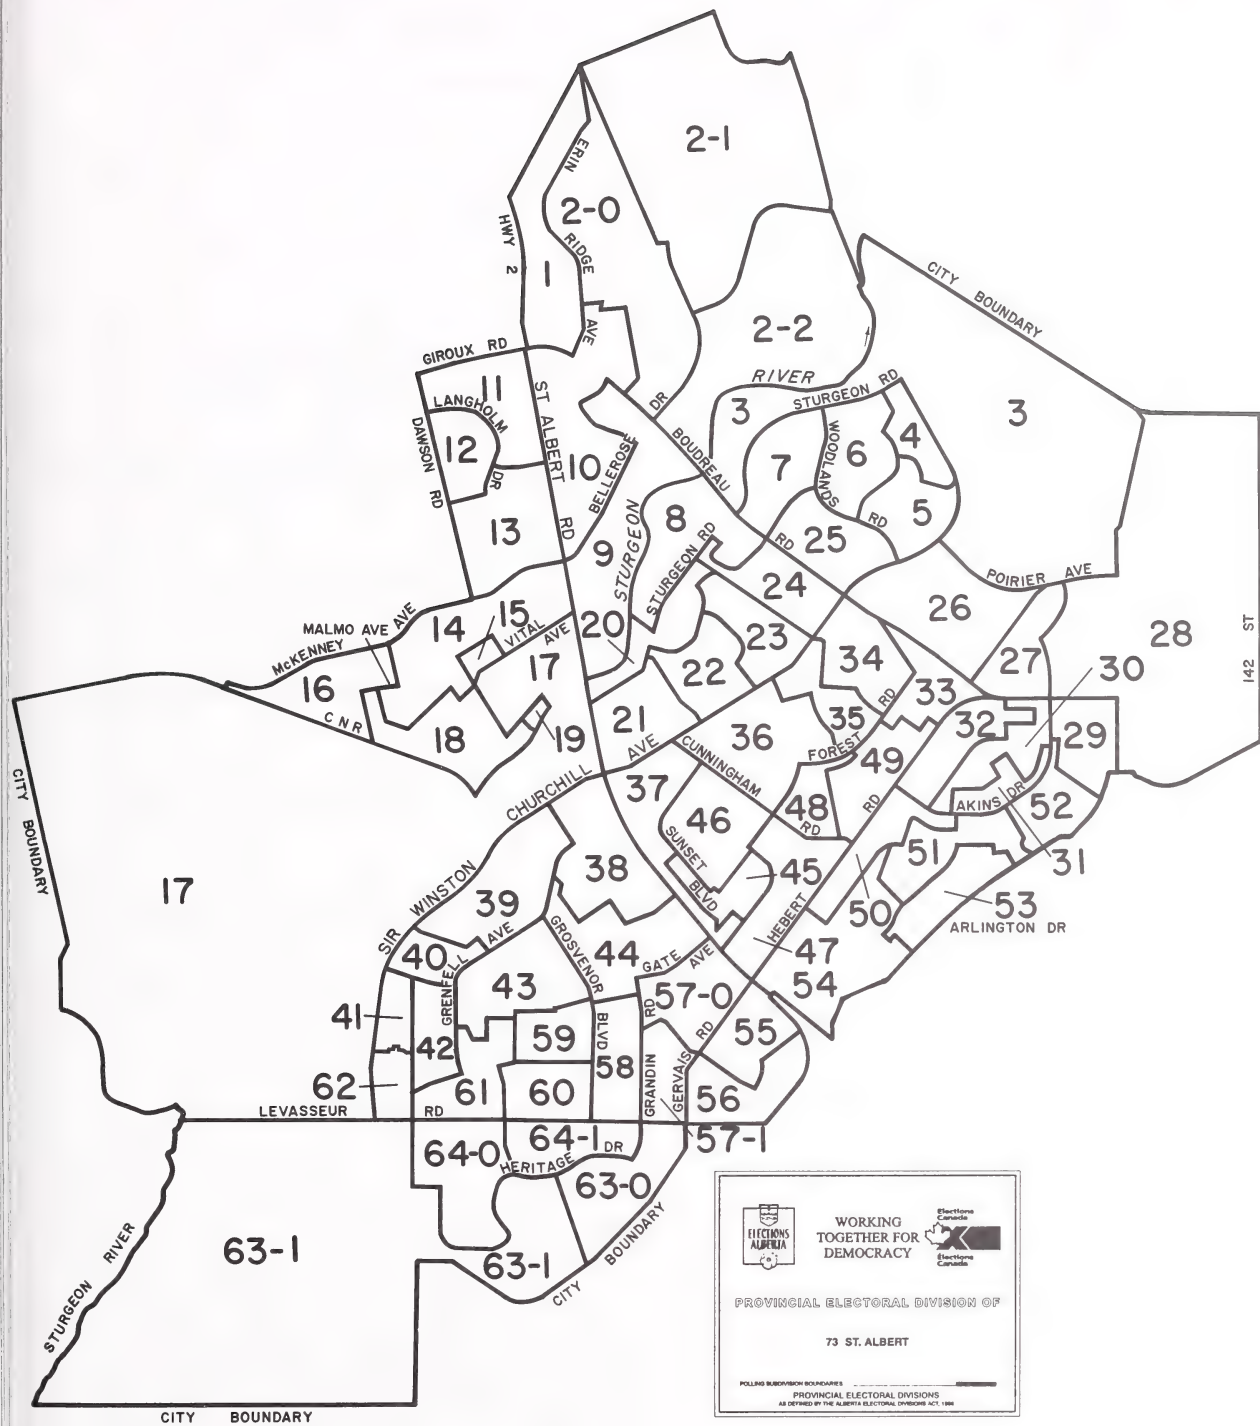 2-1
ERIN
2-0
HWY 2
RIDGE
1
AVE
CITY BOUNDARY
2-2
GIROUX RD
RIVER
STURGEON RD
3
3
11
LANGHOLM
DR
ST ALBERT
RD
DR
BOUDREAU
RD
WOODLANDS
RD
4
6
7
5
12
DAWSON RD
10
BELLEROSE
13
8
9
STURGEON
STURGEON RD
25
24
POIRIER AVE
26
28
142 ST
McKENNEY AVE
MALMO AVE
14
15
VITAL AVE
20
23
22
34
27
30
16
17
33
RD
CNR
18
19
21
AVE
36
35
FOREST
32
29
49
CUNNINGHAM
RD
37
48
RD
AKINS DR
52
CITY BOUNDARY
CHURCHILL
46
SUNSET
BLVD
51
31
38
45
17
WINSTON
39
50
53
HEBERT
ARLINGTON DR
SIR
AVE
GROSVENOR
BLVD
44
GATE AVE
47
40
GRENFELL
43
57-0
54
41
RD
42
59
RD
55
58
GRANDIN
GERVAIS
62
61
60
56
LEVASSEUR RD
64-1
DR
57-1
64-0
HERITAGE
63-0
63-1
63-1
CITY BOUNDARY
STURGEON RIVER
CITY BOUNDARY
ELECTIONS
ALBERTA
WORKING
TOGETHER FOR
DEMOCRACY
Elections
Canada
Élections
Canada
PROVINCIAL ELECTORAL DIVISION OF
73 ST. ALBERT
POLLING SUBDIVISION BOUNDARIES
PROVINCIAL ELECTORAL DIVISIONS
AS DEFINED BY THE ALBERTA ELECTORAL DIVISIONS ACT, 1996